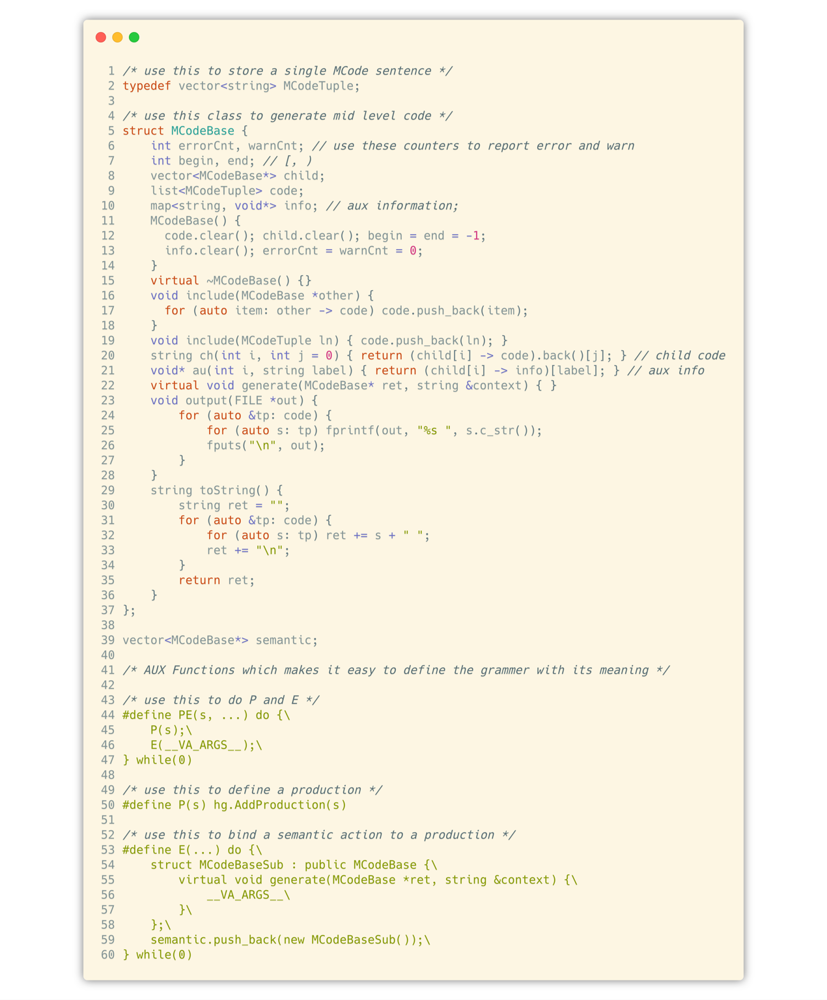 1 /* use this to store a single MCode sentence */
2 typedef vector<string> MCodeTuple;
3
4 /* use this class to generate mid level code */
5 struct MCodeBase {
6     int errorCnt, warnCnt; // use these counters to report error and warn
7     int begin, end; // [, )
8     vector<MCodeBase*> child;
9     list<MCodeTuple> code;
10     map<string, void*> info; // aux information;
11     MCodeBase() {
12       code.clear(); child.clear(); begin = end = -1;
13       info.clear(); errorCnt = warnCnt = 0;
14     }
15     virtual ~MCodeBase() {}
16     void include(MCodeBase *other) {
17       for (auto item: other -> code) code.push_back(item);
18     }
19     void include(MCodeTuple ln) { code.push_back(ln); }
20     string ch(int i, int j = 0) { return (child[i] -> code).back()[j]; } // child code
21     void* au(int i, string label) { return (child[i] -> info)[label]; } // aux info
22     virtual void generate(MCodeBase* ret, string &context) { }
23     void output(FILE *out) {
24         for (auto &tp: code) {
25             for (auto s: tp) fprintf(out, "%s ", s.c_str());
26             fputs("\n", out);
27         }
28     }
29     string toString() {
30         string ret = "";
31         for (auto &tp: code) {
32             for (auto s: tp) ret += s + " ";
33             ret += "\n";
34         }
35         return ret;
36     }
37 };
38
39 vector<MCodeBase*> semantic;
40
41 /* AUX Functions which makes it easy to define the grammer with its meaning */
42
43 /* use this to do P and E */
44 #define PE(s, ...) do {\
45     P(s);\
46     E(__VA_ARGS__);\
47 } while(0)
48
49 /* use this to define a production */
50 #define P(s) hg.AddProduction(s)
51
52 /* use this to bind a semantic action to a production */
53 #define E(...) do {\
54     struct MCodeBaseSub : public MCodeBase {\
55         virtual void generate(MCodeBase *ret, string &context) {\
56             __VA_ARGS__\
57         }\
58     };\
59     semantic.push_back(new MCodeBaseSub());\
60 } while(0)